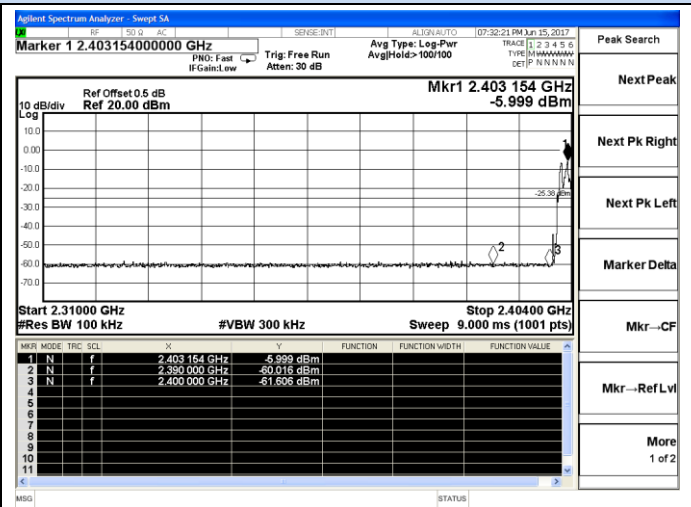 Agilent Spectrum Analyzer - Swept SA
LXI RF 50 Ω AC SENSE:INT ALIGNAUTO 07:32:21 PM Jun 15, 2017
Marker 1 2.403154000000 GHz
PNO: Fast
IFGain:Low
Trig: Free Run
Atten: 30 dB
Avg Type: Log-Pwr
Avg|Hold:> 100/100
TRACE 1 2 3 4 5 6
TYPE M W W W W W
DET P N N N N N
Peak Search
Next Peak
Next Pk Right
Next Pk Left
Marker Delta
Mkr→CF
Mkr→Ref Lvl
More
1 of 2
Ref Offset 0.5 dB
10 dB/div Ref 20.00 dBm
Log
Mkr1 2.403 154 GHz
-5.999 dBm
10.0
0.00
-10.0
-20.0
-30.0
-40.0
-50.0
-60.0
-70.0
1
-25.38 dBm
2
3
Start 2.31000 GHz Stop 2.40400 GHz
#Res BW 100 kHz #VBW 300 kHz Sweep 9.000 ms (1001 pts)
MKR MODE TRC SCL X Y FUNCTION FUNCTION WIDTH FUNCTION VALUE
1 N f 2.403 154 GHz -5.999 dBm
2 N f 2.390 000 GHz -60.016 dBm
3 N f 2.400 000 GHz -61.606 dBm
4
5
6
7
8
9
10
11
MSG STATUS